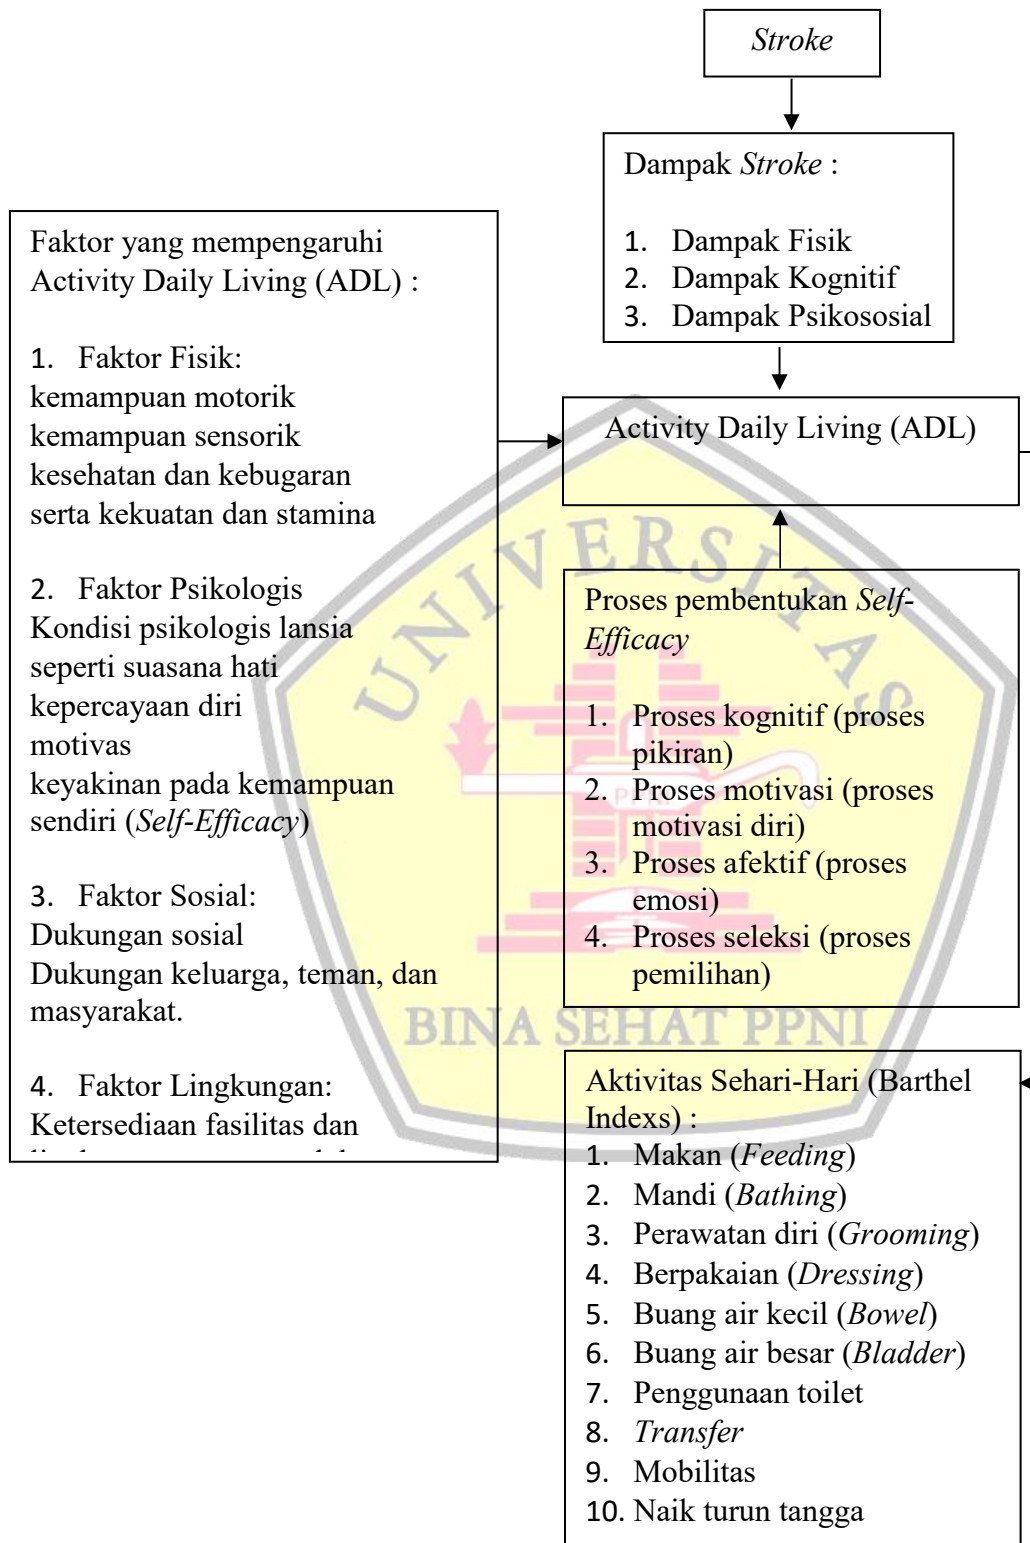 Stroke
Dampak Stroke :
1. Dampak Fisik
2. Dampak Kognitif
3. Dampak Psikososial
Faktor yang mempengaruhi
Activity Daily Living (ADL) :
1. Faktor Fisik:
kemampuan motorik
kemampuan sensorik
kesehatan dan kebugaran
serta kekuatan dan stamina
2. Faktor Psikologis
Kondisi psikologis lansia
seperti suasana hati
kepercayaan diri
motivas
keyakinan pada kemampuan
sendiri (Self-Efficacy)
3. Faktor Sosial:
Dukungan sosial
Dukungan keluarga, teman, dan
masyarakat.
4. Faktor Lingkungan:
Ketersediaan fasilitas dan
Activity Daily Living (ADL)
Proses pembentukan Self-
Efficacy
1. Proses kognitif (proses
pikiran)
2. Proses motivasi (proses
motivasi diri)
3. Proses afektif (proses
emosi)
4. Proses seleksi (proses
pemilihan)
Aktivitas Sehari-Hari (Barthel
Indexs) :
1. Makan (Feeding)
2. Mandi (Bathing)
3. Perawatan diri (Grooming)
4. Berpakaian (Dressing)
5. Buang air kecil (Bowel)
6. Buang air besar (Bladder)
7. Penggunaan toilet
8. Transfer
9. Mobilitas
10. Naik turun tangga
UNIVERSITAS
PPNI
BINA SEHAT PPNI